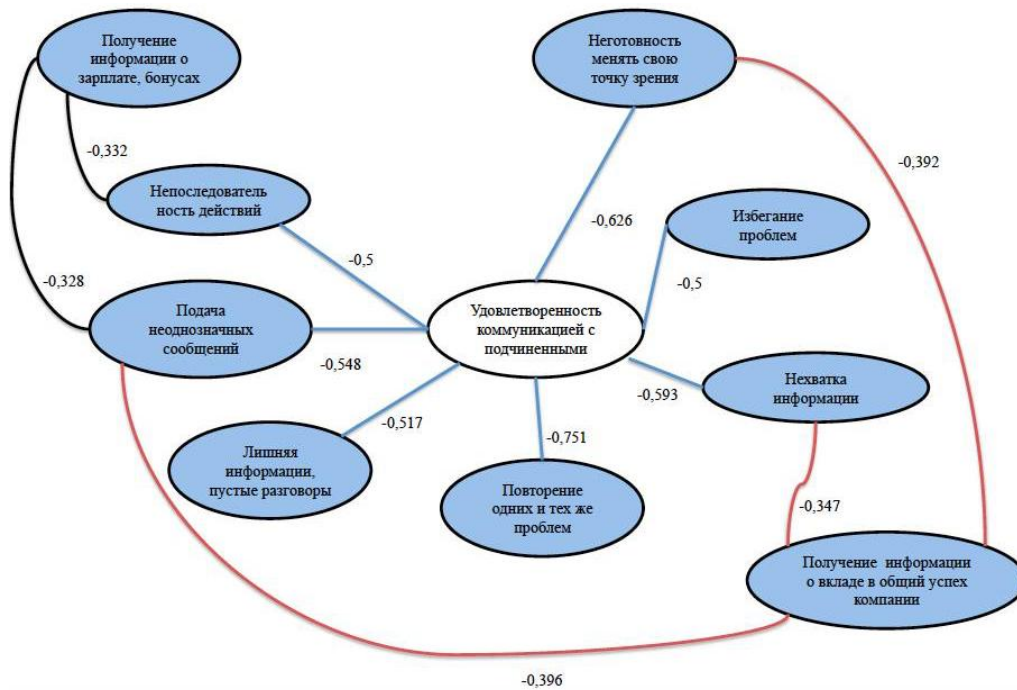 Получение
информации о
зарплате, бонусах
Неготовность
менять свою
точку зрения
-0,332
-0,392
Непоследователь
ность действий
Избегание
проблем
-0,626
-0,5
-0,328
-0,5
Подача
неоднозначных
сообщений
Удовлетворенность
коммуникацией с
подчиненными
-0,548
-0,593
Нехватка
информации
-0,517
-0,751
Лишняя
информации,
пустые разговоры
Повторение
одних и тех же
проблем
-0,347
Получение информации
о вкладе в общий успех
компании
-0,396